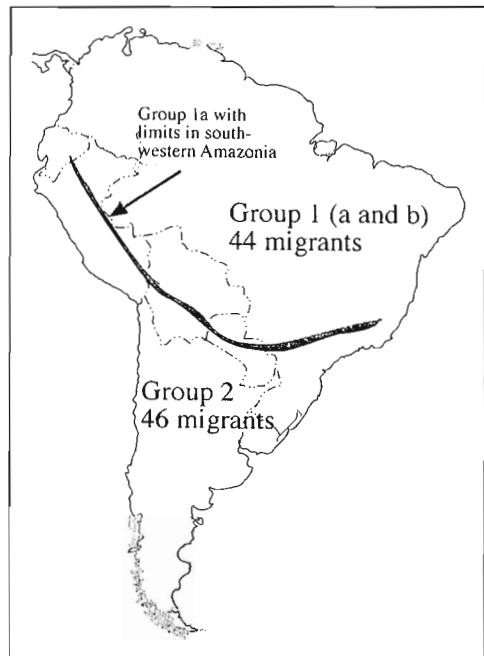 Group 1a with
limits in south-
western Amazonia
Group 1 (a and b)
44 migrants
Group 2
46 migrants